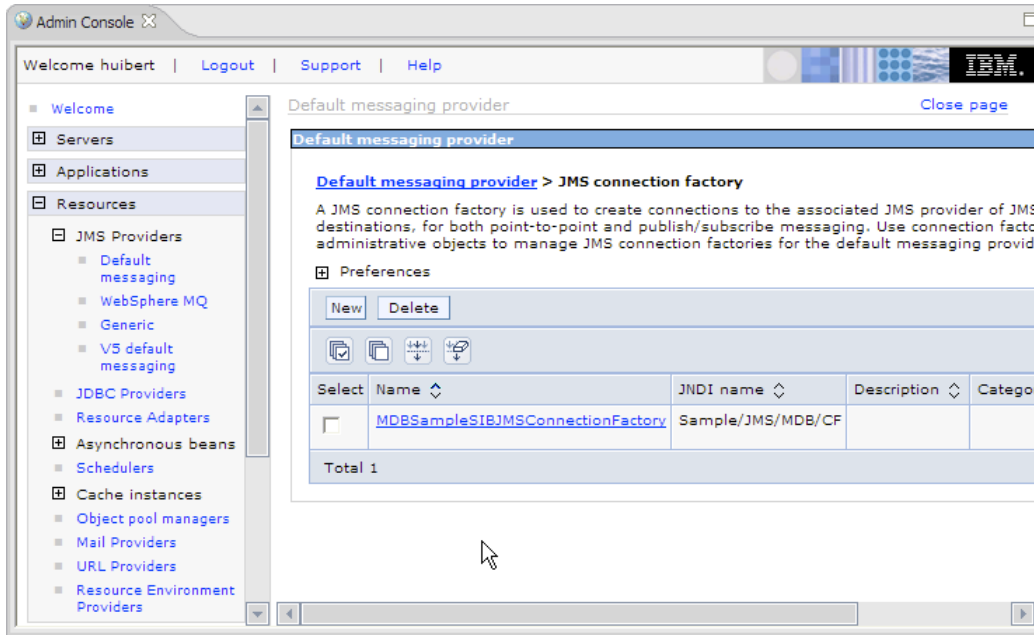 Admin Console
Welcome huibert | Logout | Support | Help
IBM.
Welcome
Servers
Applications
Resources
JMS Providers
Default
messaging
WebSphere MQ
Generic
V5 default
messaging
JDBC Providers
Resource Adapters
Asynchronous beans
Schedulers
Cache instances
Object pool managers
Mail Providers
URL Providers
Resource Environment
Providers
Default messaging provider
Close page
Default messaging provider
Default messaging provider > JMS connection factory
A JMS connection factory is used to create connections to the associated JMS provider of JMS
destinations, for both point-to-point and publish/subscribe messaging. Use connection facto
administrative objects to manage JMS connection factories for the default messaging provid
Preferences
New Delete
Select Name JNDI name Description Catego
MDBSampleSIBJMSConnectionFactory Sample/JMS/MDB/CF
Total 1